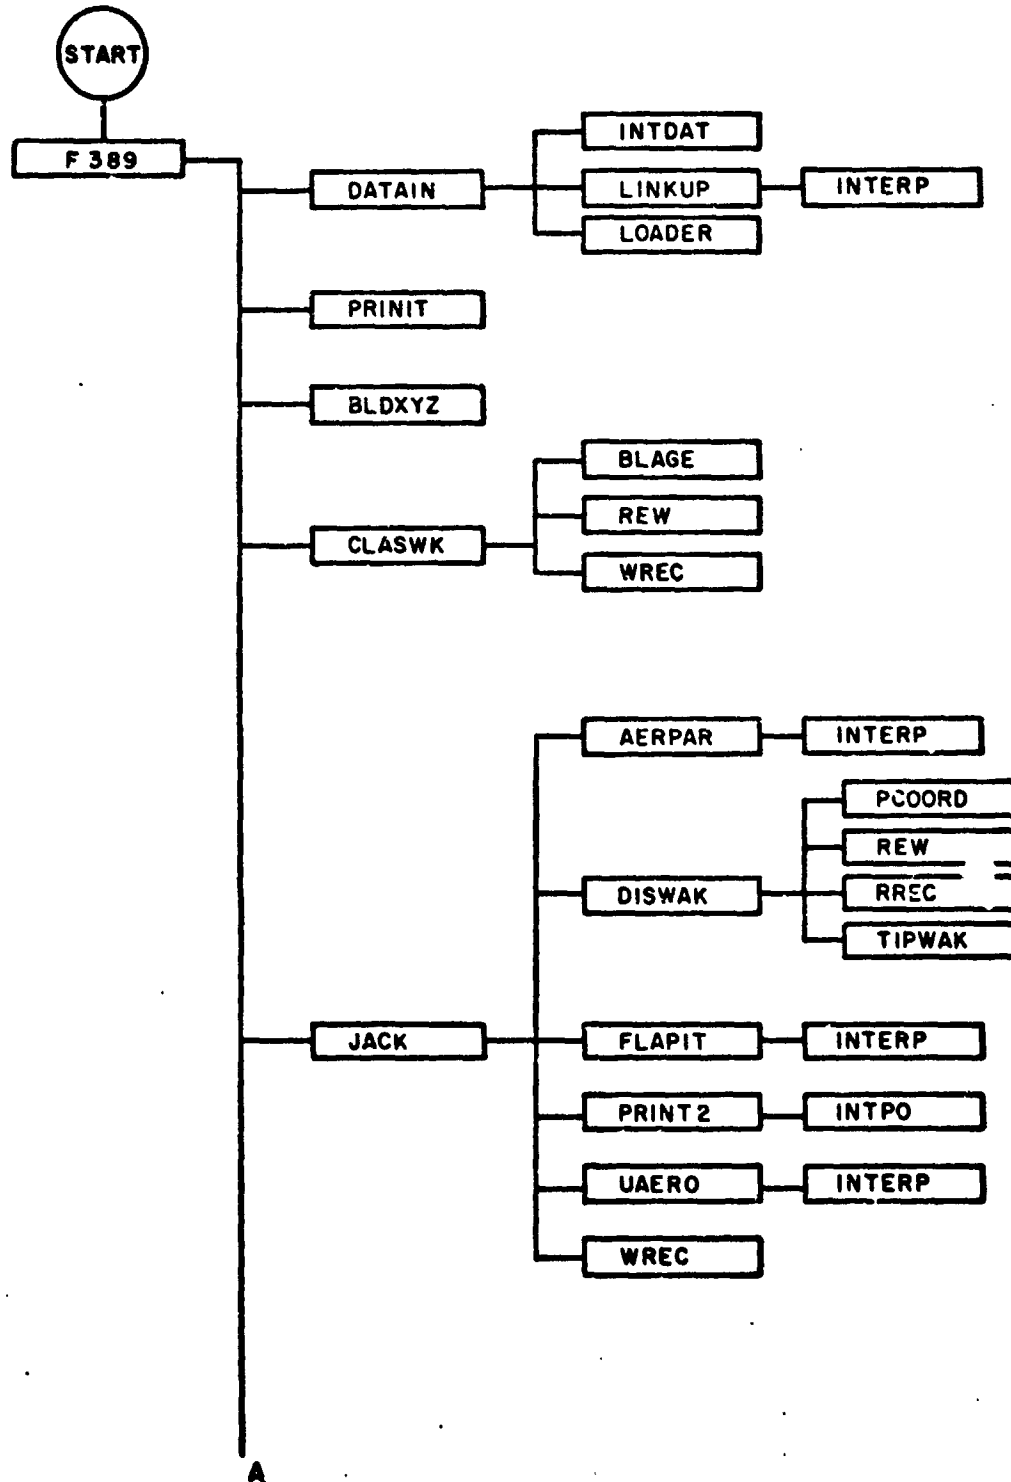 START
F 389
DATAIN
INTDAT
LINKUP
INTERP
LOADER
PRINIT
BLDXYZ
CLASWK
BLAGE
REW
WREC
JACK
AERPAR
INTERP
DISWAK
PCOORD
REW
RREC
TIPWAK
FLAPIT
INTERP
PRINT2
INTPO
UAERO
INTERP
WREC
A